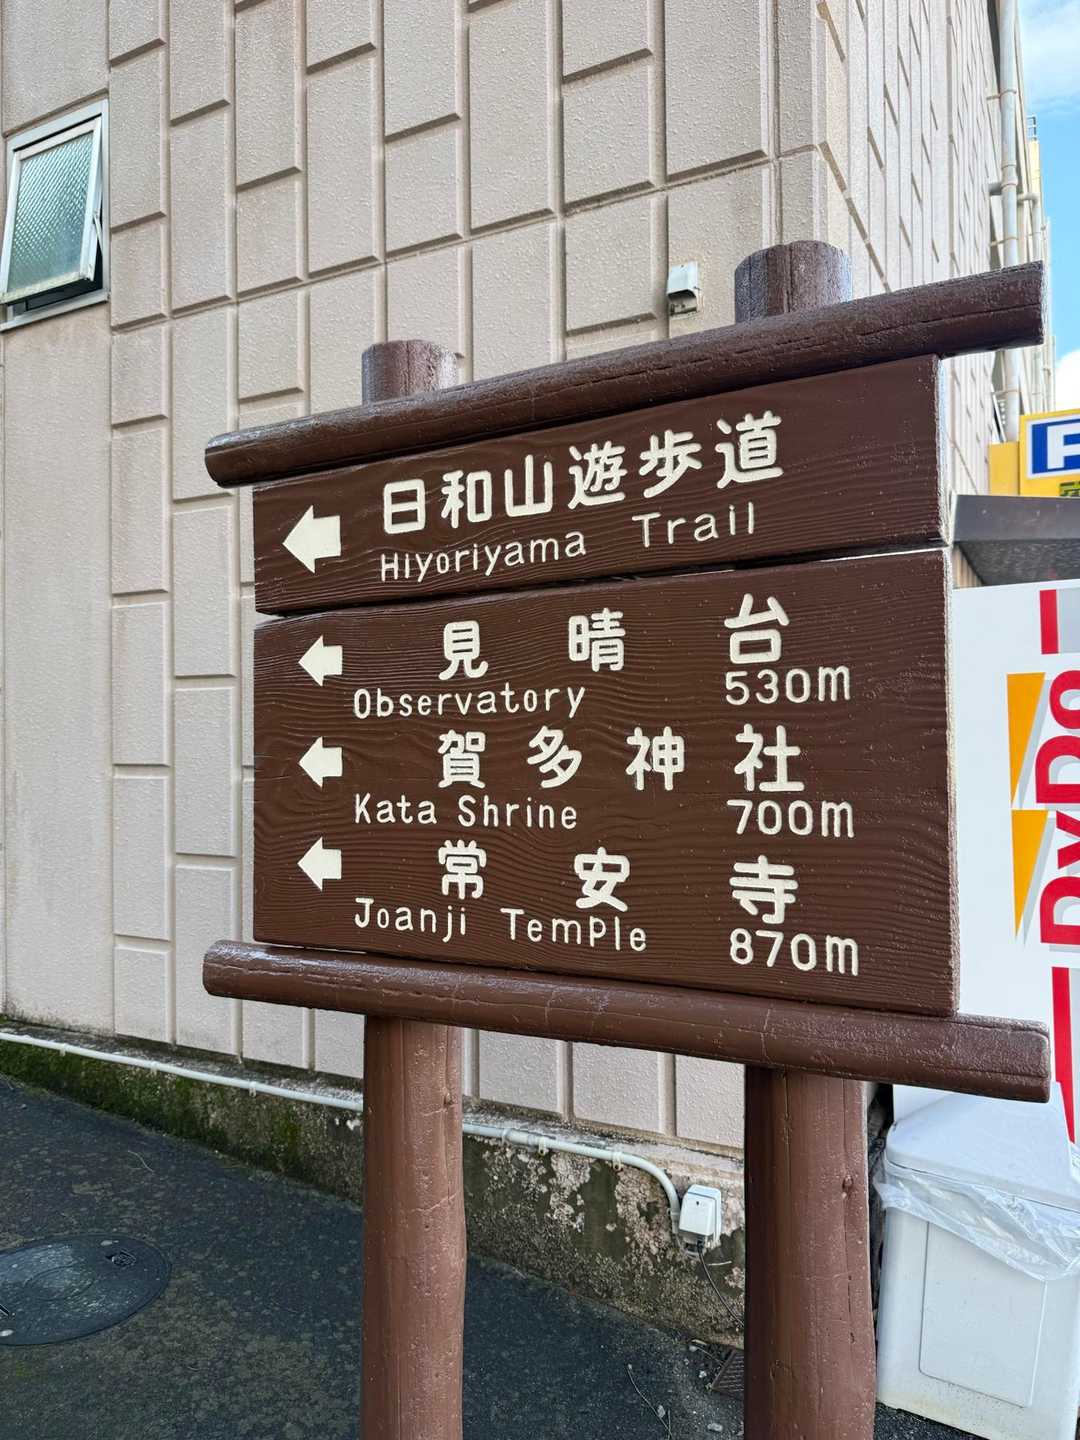 日和山遊歩道
Hiyoriyama Trail
見晴台
Observatory 530m
賀多神社
Kata Shrine 700m
常安寺
Joanji Temple 870m
P
DyDo